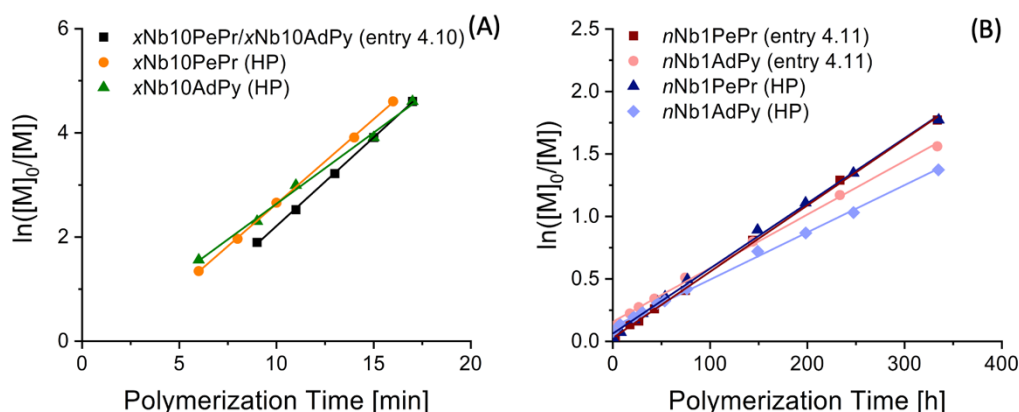 (A)
xNb10PePr/xNb10AdPy (entry 4.10)
xNb10PePr (HP)
xNb10AdPy (HP)
ln([M]0/[M])
6
4
2
0
0 5 10 15 20
Polymerization Time [min]
(B)
nNb1PePr (entry 4.11)
nNb1AdPy (entry 4.11)
nNb1PePr (HP)
nNb1AdPy (HP)
ln([M]0/[M])
2.5
2.0
1.5
1.0
0.5
0.0
0 100 200 300 400
Polymerization Time [h]